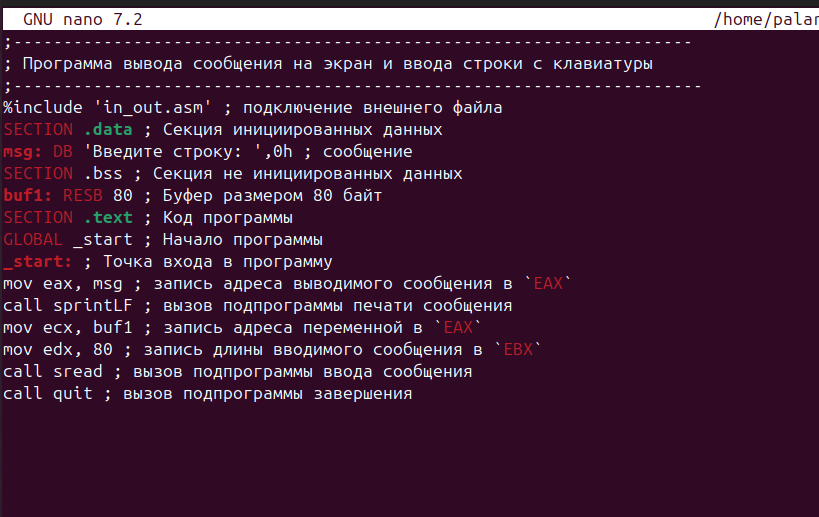 GNU nano 7.2 /home/palar
;--------------------------------------------------------------------
; Программа вывода сообщения на экран и ввода строки с клавиатуры
;---------------------------------------------------------------------
%include 'in_out.asm' ; подключение внешнего файла
SECTION .data ; Секция инициированных данных
msg: DB 'Введите строку: ',0h ; сообщение
SECTION .bss ; Секция не инициированных данных
buf1: RESB 80 ; Буфер размером 80 байт
SECTION .text ; Код программы
GLOBAL _start ; Начало программы
_start: ; Точка входа в программу
mov eax, msg ; запись адреса выводимого сообщения в `EAX`
call sprintLF ; вызов подпрограммы печати сообщения
mov ecx, buf1 ; запись адреса переменной в `EAX`
mov edx, 80 ; запись длины вводимого сообщения в `EBX`
call sread ; вызов подпрограммы ввода сообщения
call quit ; вызов подпрограммы завершения